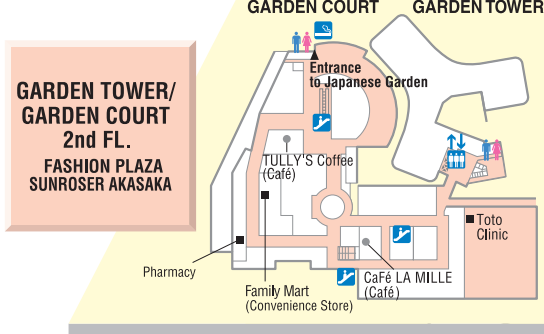 GARDEN COURT
GARDEN TOWER
GARDEN TOWER/
GARDEN COURT
2nd FL.
FASHION PLAZA
SUNROSER AKASAKA
Entrance
to Japanese Garden
TULLY'S Coffee
(Café)
Toto
Clinic
Pharmacy
Family Mart
(Convenience Store)
CaFé LA MILLE
(Café)